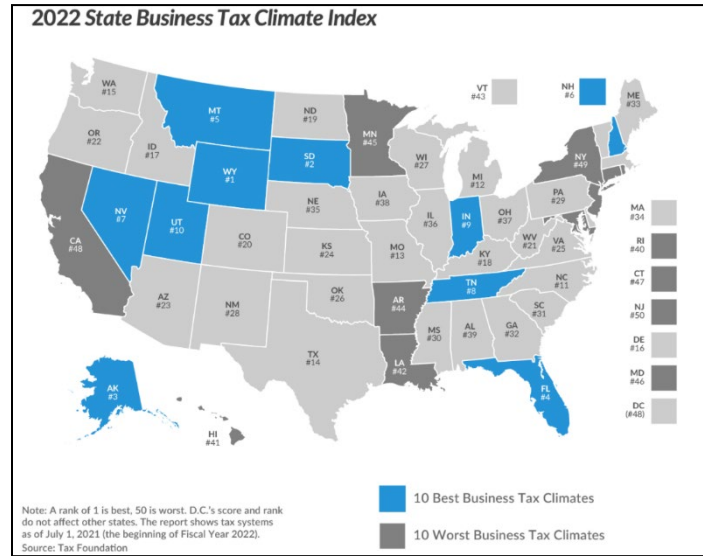 2022 State Business Tax Climate Index
WA
#15
MT
#5
ND
#19
MN
#45
VT
#43
NH
#6
ME
#33
OR
#22
ID
#17
WY
#1
SD
#2
WI
#27
MI
#12
NY
#49
NV
#7
UT
#10
CO
#20
NE
#35
IA
#38
IL
#36
IN
#9
OH
#37
PA
#29
CA
#48
KS
#24
MO
#13
KY
#18
WV
#21
VA
#25
AZ
#23
NM
#28
OK
#26
AR
#44
TN
#8
NC
#11
SC
#31
TX
#14
LA
#42
MS
#30
AL
#39
GA
#32
FL
#4
AK
#3
HI
#41
MA
#34
RI
#40
CT
#47
NJ
#50
DE
#16
MD
#46
DC
(#48)
Note: A rank of 1 is best, 50 is worst. D.C.'s score and rank
do not affect other states. The report shows tax systems
as of July 1, 2021 (the beginning of Fiscal Year 2022).
Source: Tax Foundation
10 Best Business Tax Climates
10 Worst Business Tax Climates